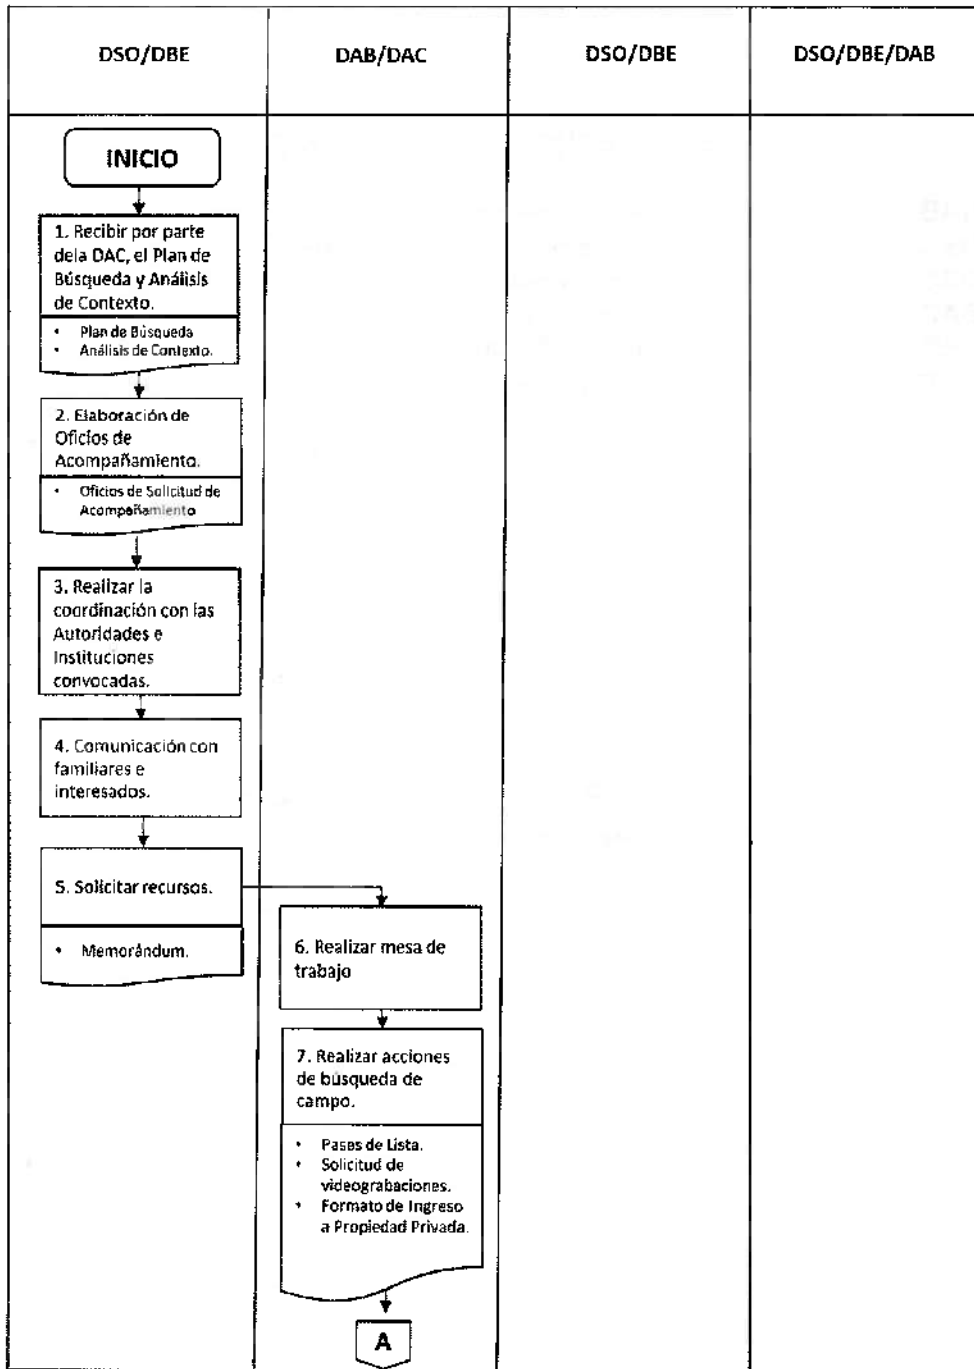 DSO/DBE
DAB/DAC
DSO/DBE
DSO/DBE/DAB
INICIO
1. Recibir por parte
dela DAC, el Plan de
Búsqueda y Análisis
de Contexto.
• Plan de Búsqueda
• Análisis de Contexto.
2. Elaboración de
Oficios de
Acompañamiento.
• Oficios de Solicitud de
Acompañamiento
3. Realizar la
coordinación con las
Autoridades e
Instituciones
convocadas.
4. Comunicación con
familiares e
interesados.
5. Solicitar recursos.
• Memorándum.
6. Realizar mesa de
trabajo
7. Realizar acciones
de búsqueda de
campo.
• Pases de Lista.
• Solicitud de
videograbaciones.
• Formato de Ingreso
a Propiedad Privada.
A